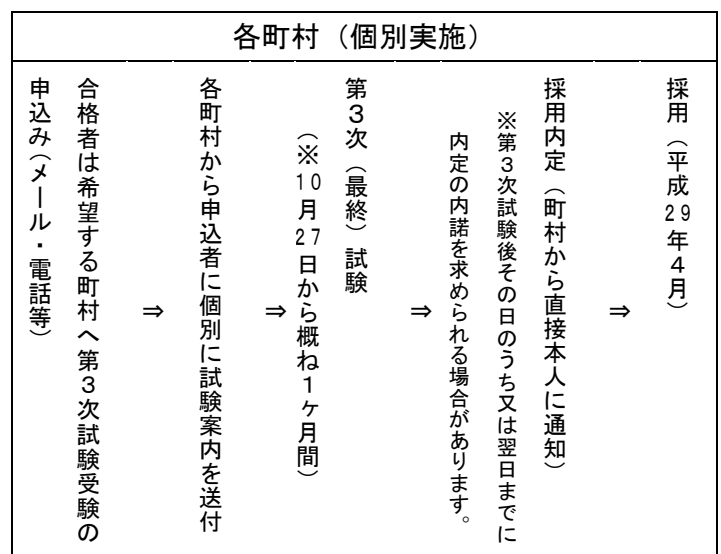 各町村（個別実施）
合格者は希望する町村へ第3次試験受験の
申込み（メール・電話等）
⇒
各町村から申込者に個別に試験案内を送付
⇒
第3次（最終）試験
（※10月27日から概ね1ヶ月間）
⇒
採用内定（町村から直接本人に通知）
※第3次試験後その日のうち又は翌日までに
内定の内諾を求められる場合があります。
⇒
採用（平成29年4月）